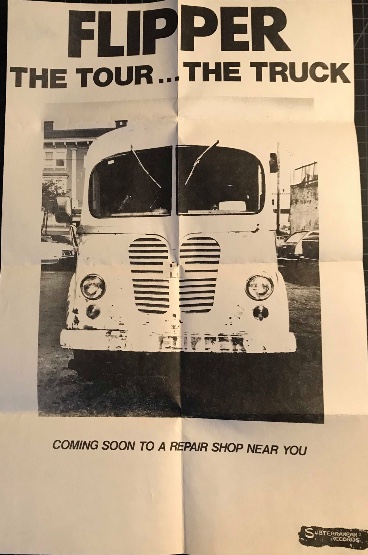 FLIPPER
THE TOUR...THE TRUCK
COMING SOON TO A REPAIR SHOP NEAR YOU
SUBTERRANEAN
RECORDS